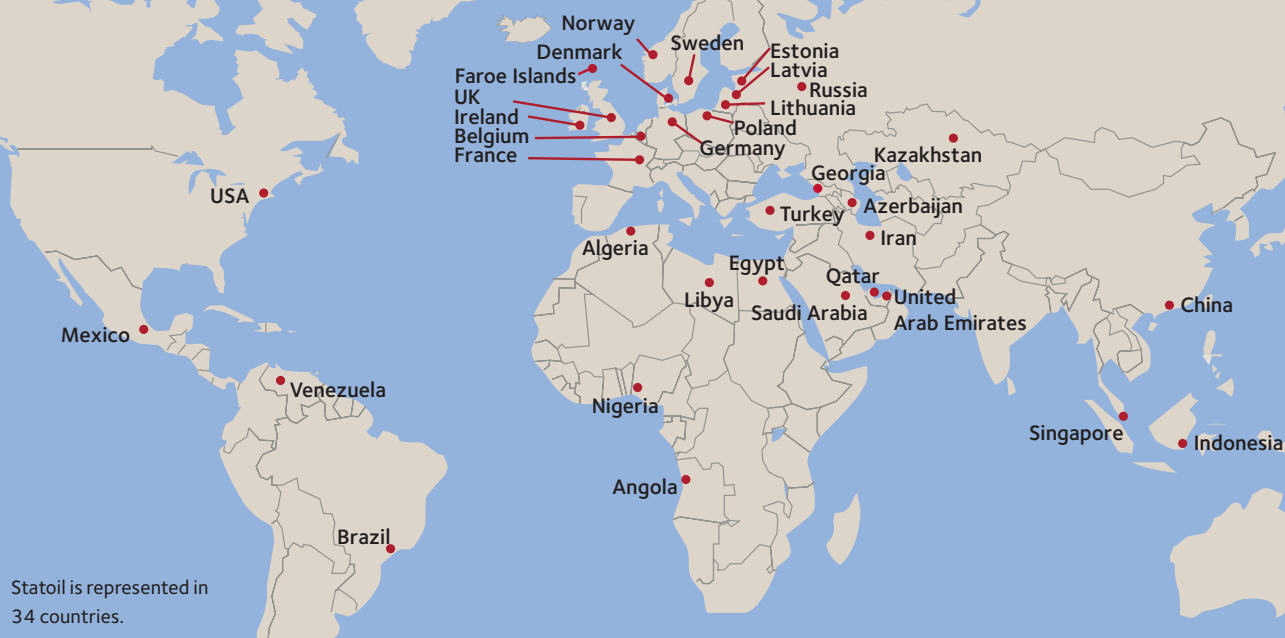 Norway
Denmark
Sweden
Estonia
Latvia
Faroe Islands
Russia
UK
Lithuania
Ireland
Poland
Belgium
Germany
France
Kazakhstan
Georgia
USA
Turkey
Azerbaijan
Algeria
Iran
Egypt
Qatar
Libya
Saudi Arabia
United
Arab Emirates
China
Mexico
Venezuela
Nigeria
Singapore
Indonesia
Angola
Brazil
Statoil is represented in
34 countries.